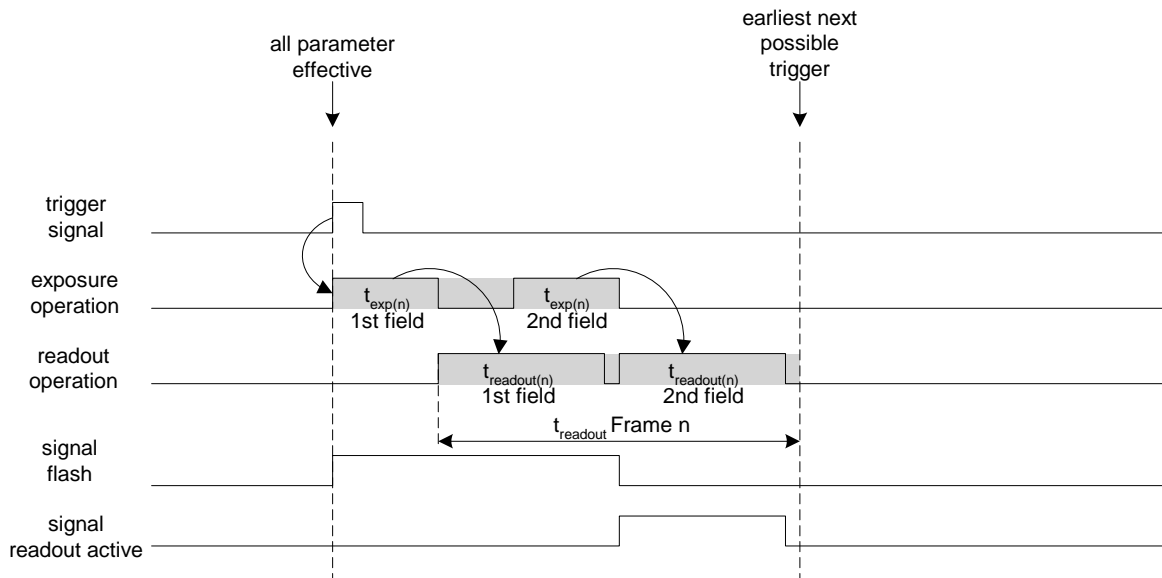 all parameter
effective
earliest next
possible
trigger
trigger
signal
exposure
operation
t_exp(n)
1st field
t_exp(n)
2nd field
readout
operation
t_readout(n)
1st field
t_readout(n)
2nd field
t_readout Frame n
signal
flash
signal
readout active